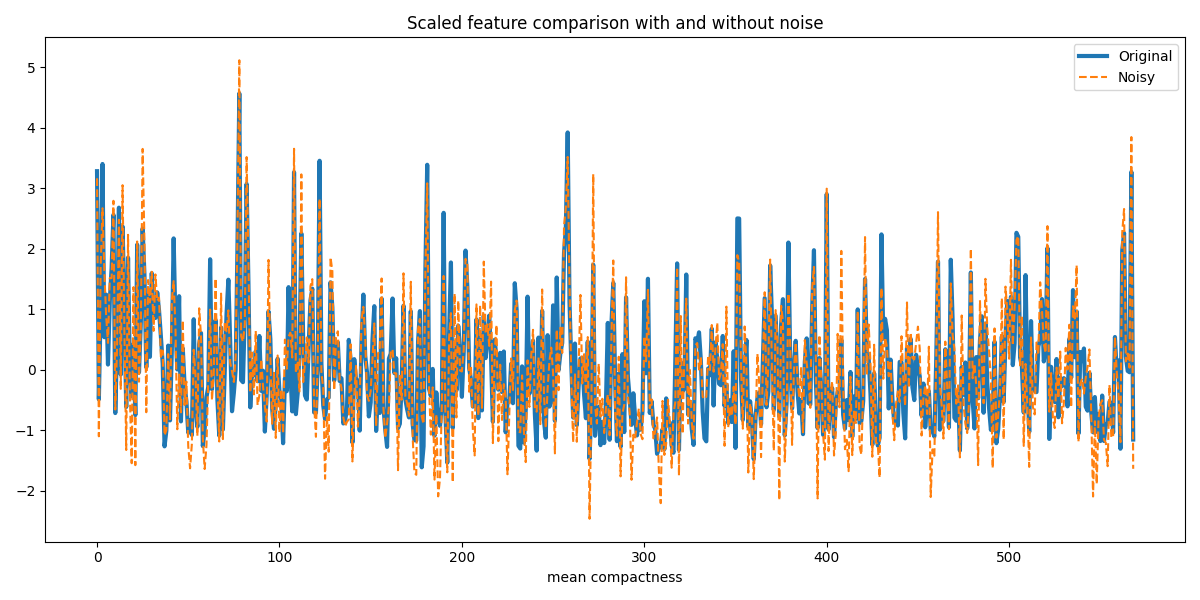 Scaled feature comparison with and without noise
Original
Noisy
5
4
3
2
1
0
−1
−2
0 100 200 300 400 500
mean compactness